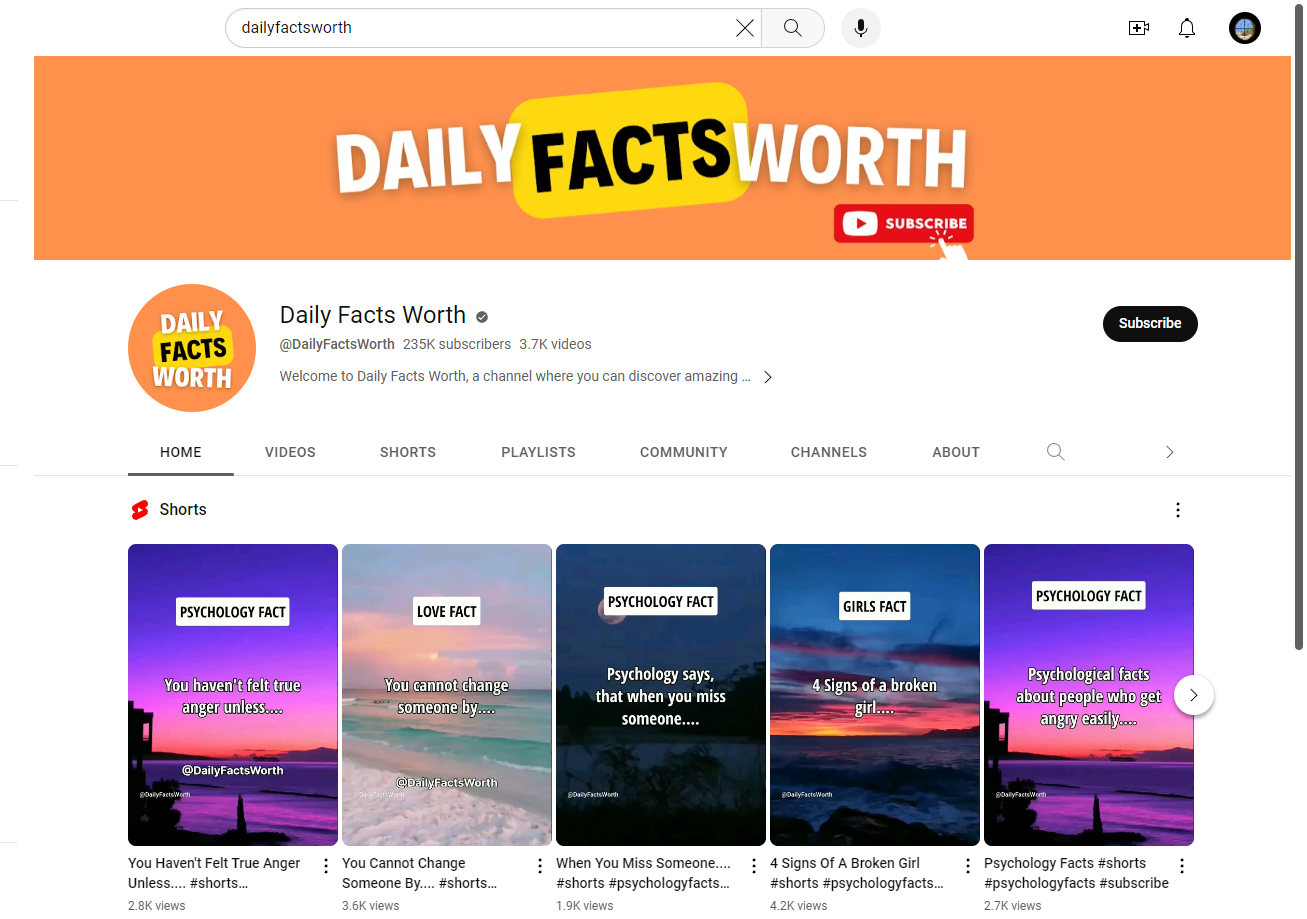 dailyfactsworth
DAILY FACTS WORTH
SUBSCRIBE
DAILY
FACTS
WORTH
Daily Facts Worth
@DailyFactsWorth 235K subscribers 3.7K videos
Welcome to Daily Facts Worth, a channel where you can discover amazing ...
Subscribe
HOME VIDEOS SHORTS PLAYLISTS COMMUNITY CHANNELS ABOUT
Shorts
PSYCHOLOGY FACT
You haven't felt true
anger unless....
@DailyFactsWorth
@DailyFactsWorth
You Haven't Felt True Anger
Unless.... #shorts...
2.8K views
LOVE FACT
You cannot change
someone by....
@DailyFactsWorth
@DailyFactsWorth
You Cannot Change
Someone By.... #shorts...
3.6K views
PSYCHOLOGY FACT
Psychology says,
that when you miss
someone....
@DailyFactsWorth
When You Miss Someone....
#shorts #psychologyfacts...
1.9K views
GIRLS FACT
4 Signs of a broken
girl....
@DailyFactsWorth
4 Signs Of A Broken Girl
#shorts #psychologyfacts...
4.2K views
PSYCHOLOGY FACT
Psychological facts
about people who get
angry easily....
@DailyFactsWorth
Psychology Facts #shorts
#psychologyfacts #subscribe
2.7K views